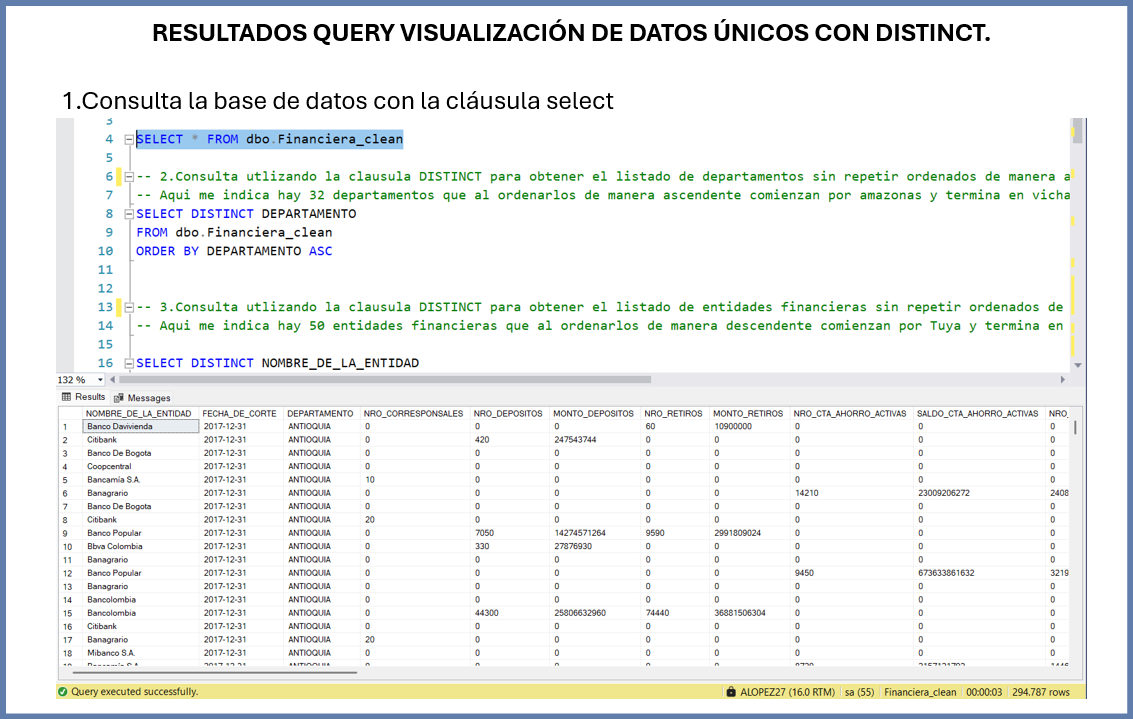 RESULTADOS QUERY VISUALIZACIÓN DE DATOS ÚNICOS CON DISTINCT.
1.Consulta la base de datos con la cláusula select
3
4 SELECT * FROM dbo.Financiera_clean
5
6 -- 2.Consulta utlizando la clausula DISTINCT para obtener el listado de departamentos sin repetir ordenados de manera a
7 -- Aqui me indica hay 32 departamentos que al ordenarlos de manera ascendente comienzan por amazonas y termina en vicha
8 SELECT DISTINCT DEPARTAMENTO
9 FROM dbo.Financiera_clean
10 ORDER BY DEPARTAMENTO ASC
11
12
13 -- 3.Consulta utlizando la clausula DISTINCT para obtener el listado de entidades financieras sin repetir ordenados de
14 -- Aqui me indica hay 50 entidades financieras que al ordenarlos de manera descendente comienzan por Tuya y termina en
15
16 SELECT DISTINCT NOMBRE_DE_LA_ENTIDAD
132 %
Results Messages
NOMBRE_DE_LA_ENTIDAD FECHA_DE_CORTE DEPARTAMENTO NRO_CORRESPONSALES NRO_DEPOSITOS MONTO_DEPOSITOS NRO_RETIROS MONTO_RETIROS NRO_CTA_AHORRO_ACTIVAS SALDO_CTA_AHORRO_ACTIVAS NRO_
1 Banco Davivienda 2017-12-31 ANTIOQUIA 0 0 0 60 10900000 0 0 0
2 Citibank 2017-12-31 ANTIOQUIA 0 420 247543744 0 0 0 0 0
3 Banco De Bogota 2017-12-31 ANTIOQUIA 0 0 0 0 0 0 0 0
4 Coopcentral 2017-12-31 ANTIOQUIA 0 0 0 0 0 0 0 0
5 Bancamía S.A. 2017-12-31 ANTIOQUIA 10 0 0 0 0 0 0 0
6 Banagrario 2017-12-31 ANTIOQUIA 0 0 0 0 0 14210 23009206272 2408
7 Banco De Bogota 2017-12-31 ANTIOQUIA 0 0 0 0 0 0 0 0
8 Citibank 2017-12-31 ANTIOQUIA 20 0 0 0 0 0 0 0
9 Banco Popular 2017-12-31 ANTIOQUIA 0 7050 14274571264 9590 2991809024 0 0 0
10 Bbva Colombia 2017-12-31 ANTIOQUIA 0 330 27876930 0 0 0 0 0
11 Banagrario 2017-12-31 ANTIOQUIA 0 0 0 0 0 0 0 0
12 Banco Popular 2017-12-31 ANTIOQUIA 0 0 0 0 0 9450 673633861632 3219
13 Banagrario 2017-12-31 ANTIOQUIA 0 0 0 0 0 0 0 0
14 Bancolombia 2017-12-31 ANTIOQUIA 0 0 0 0 0 0 0 0
15 Bancolombia 2017-12-31 ANTIOQUIA 0 44300 25806632960 74440 36881506304 0 0 0
16 Citibank 2017-12-31 ANTIOQUIA 0 0 0 0 0 0 0 0
17 Banagrario 2017-12-31 ANTIOQUIA 20 0 0 0 0 0 0 0
18 Mibanco S.A. 2017-12-31 ANTIOQUIA 0 0 0 0 0 0 0 0
Query executed successfully. ALOPEZ27 (16.0 RTM) sa (55) Financiera_clean 00:00:03 294.787 rows